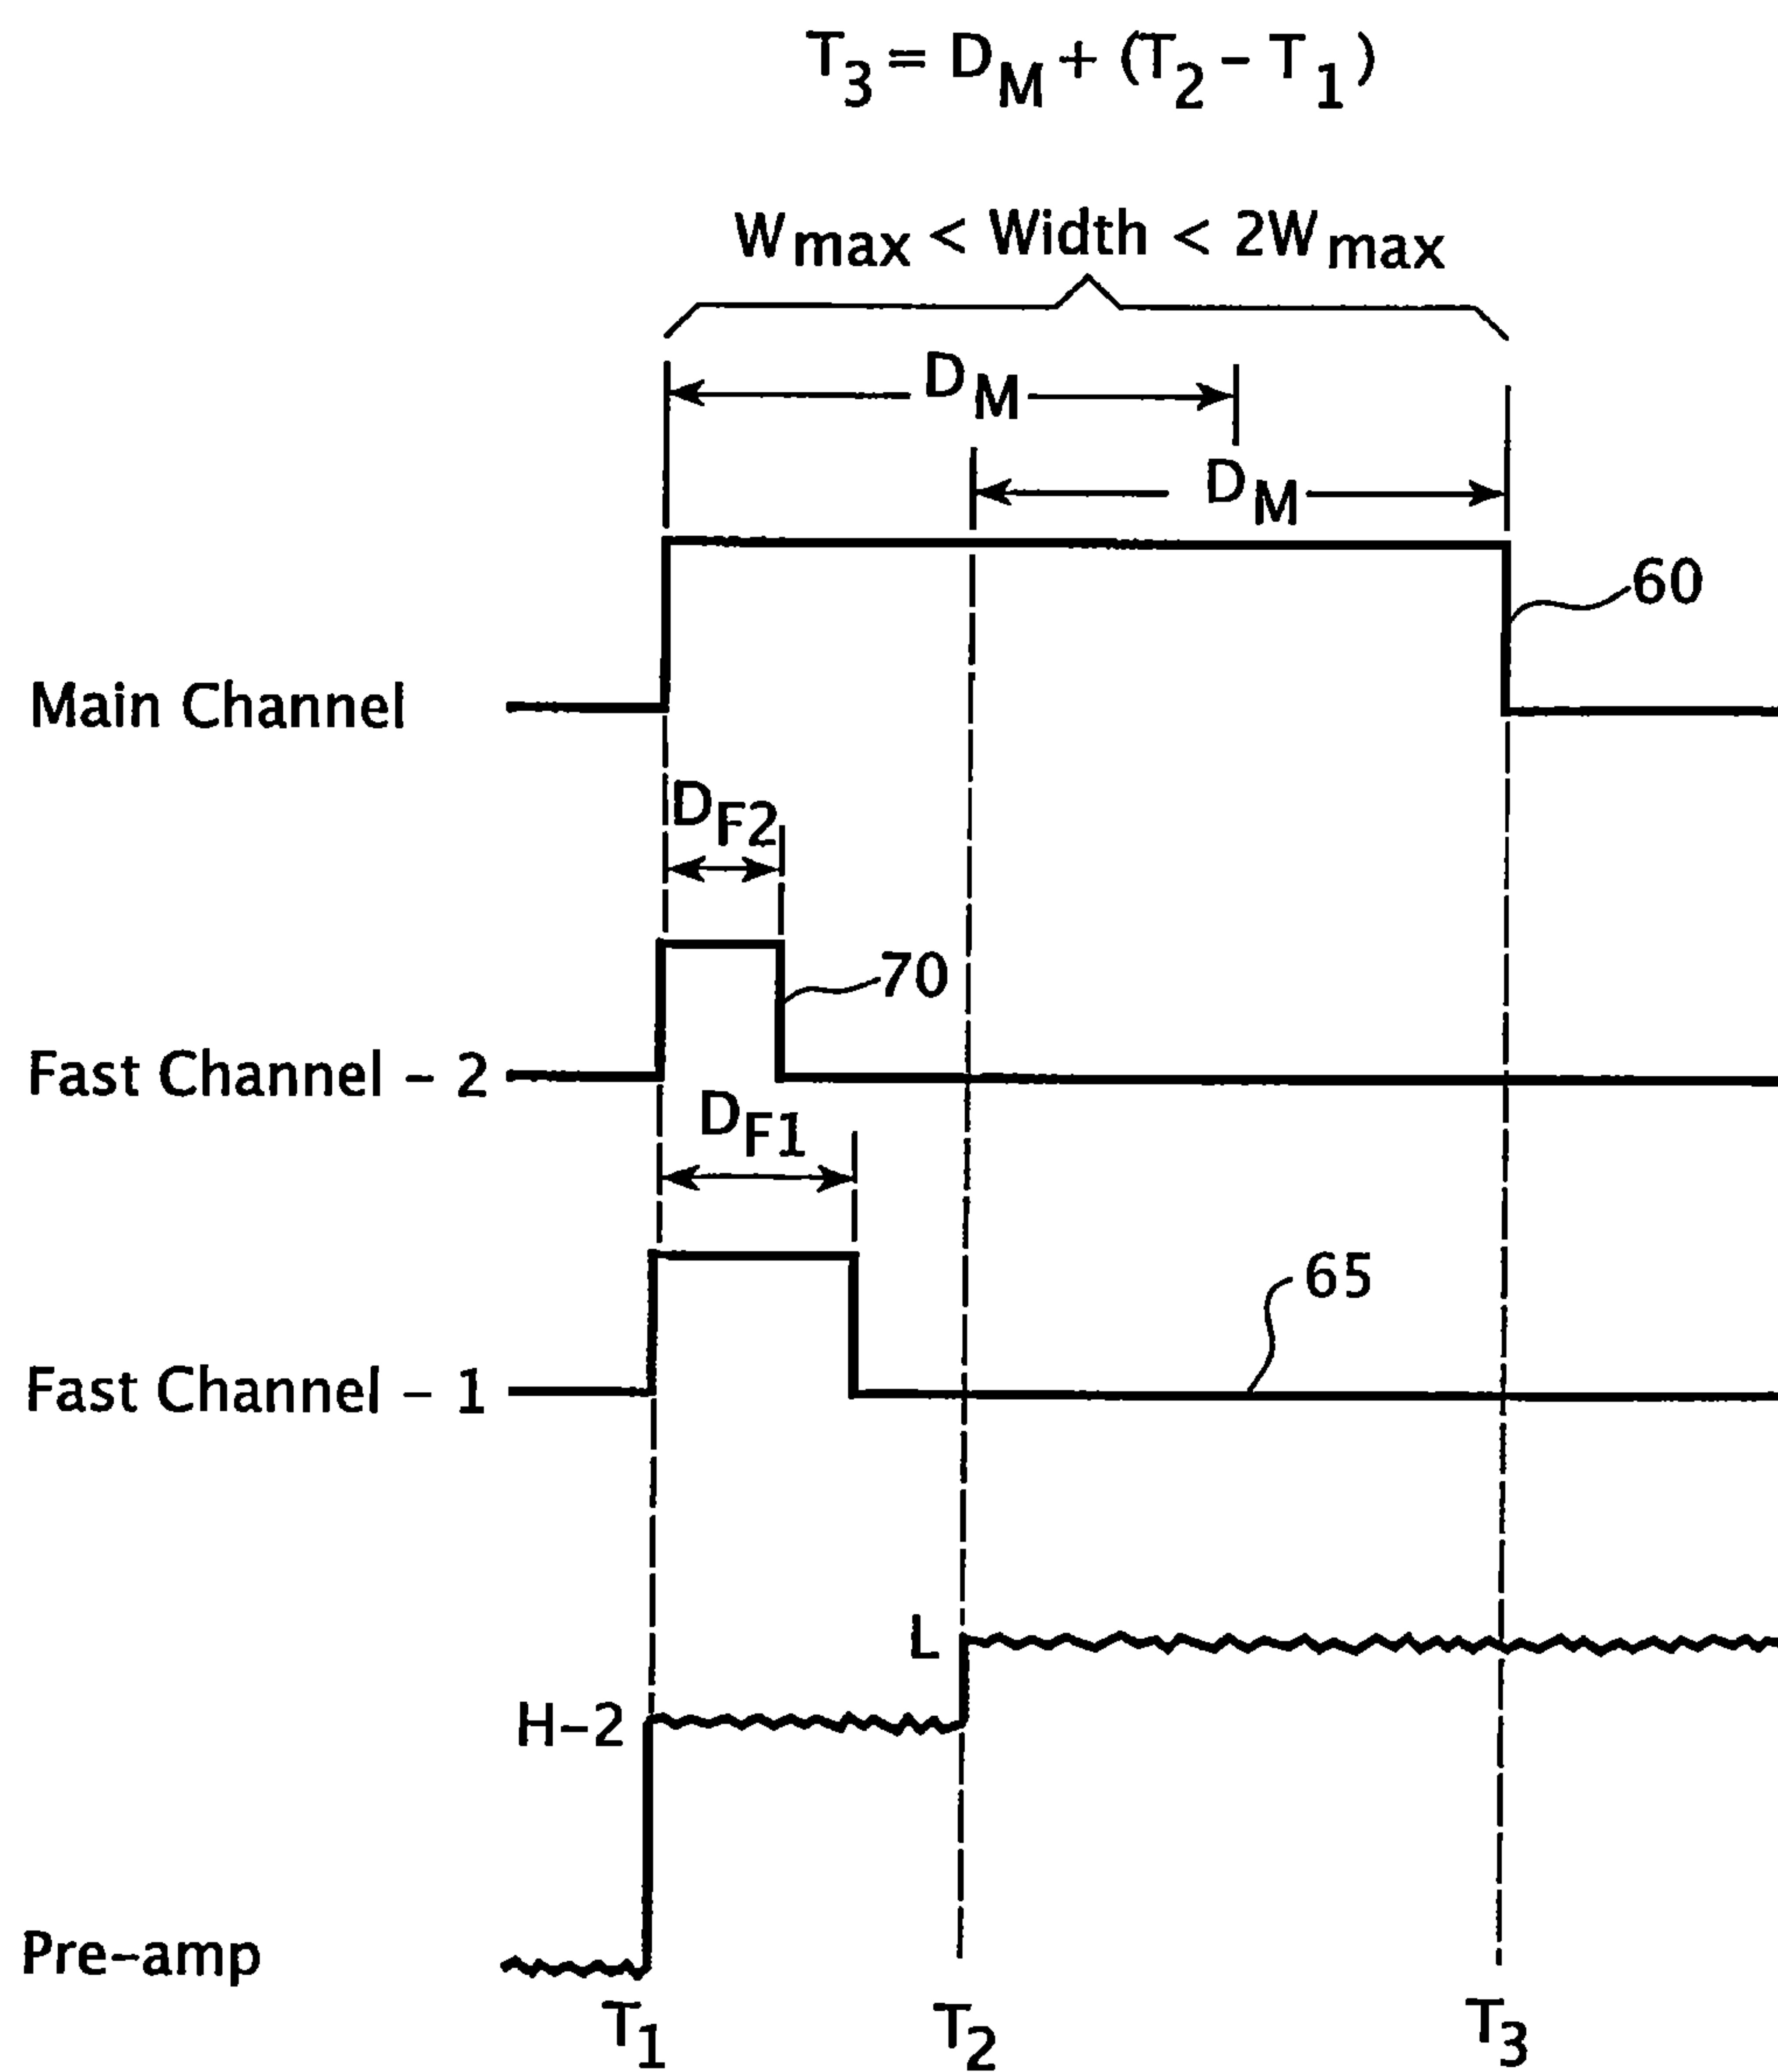 T3 = DM + (T2 - T1)
Wmax < Width < 2Wmax
DM
DM
60
Main Channel
DF2
70
Fast Channel - 2
DF1
65
Fast Channel - 1
L
H-2
Pre-amp
T1 T2 T3